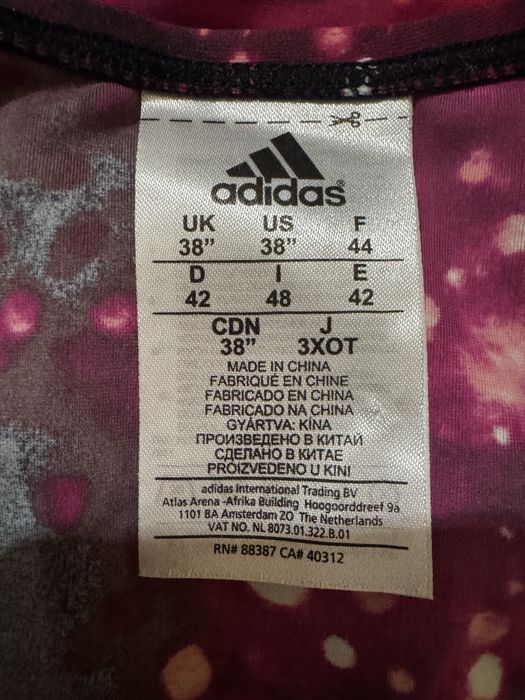 adidas®
UK US F
38” 38” 44
D I E
42 48 42
CDN J
38” 3XOT
MADE IN CHINA
FABRIQUÉ EN CHINE
FABRICADO EN CHINA
FABRICADO NA CHINA
GYÁRTVA: KÍNA
ПРОИЗВЕДЕНО В КИТАЙ
СДЕЛАНО В КИТАЕ
PROIZVEDENO U KINI
adidas International Trading BV
Atlas Arena -Afrika Building Hoogoorddreef 9a
1101 BA Amsterdam ZO The Netherlands
VAT NO. NL 8073.01.322.B.01
RN# 88387 CA# 40312